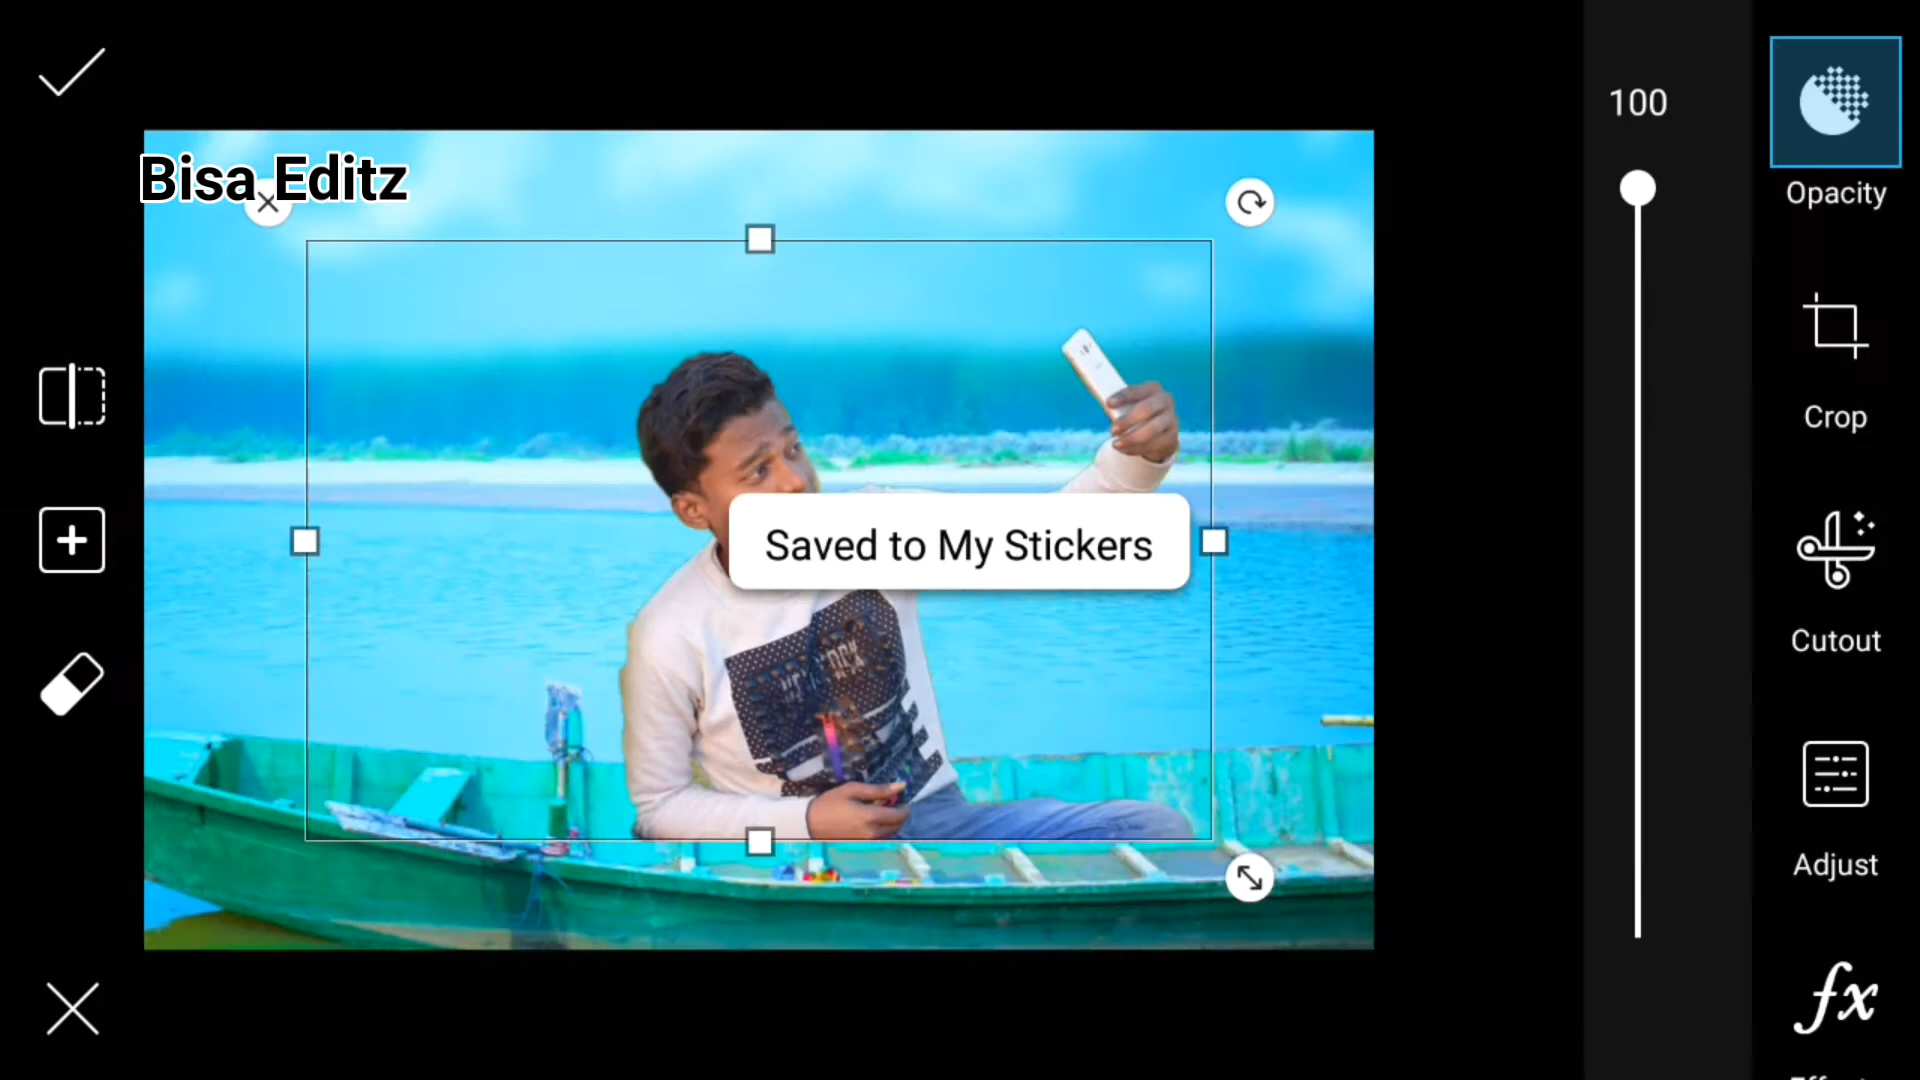 Bisa Editz
100
Opacity
Crop
Saved to My Stickers
Cutout
Adjust
fx